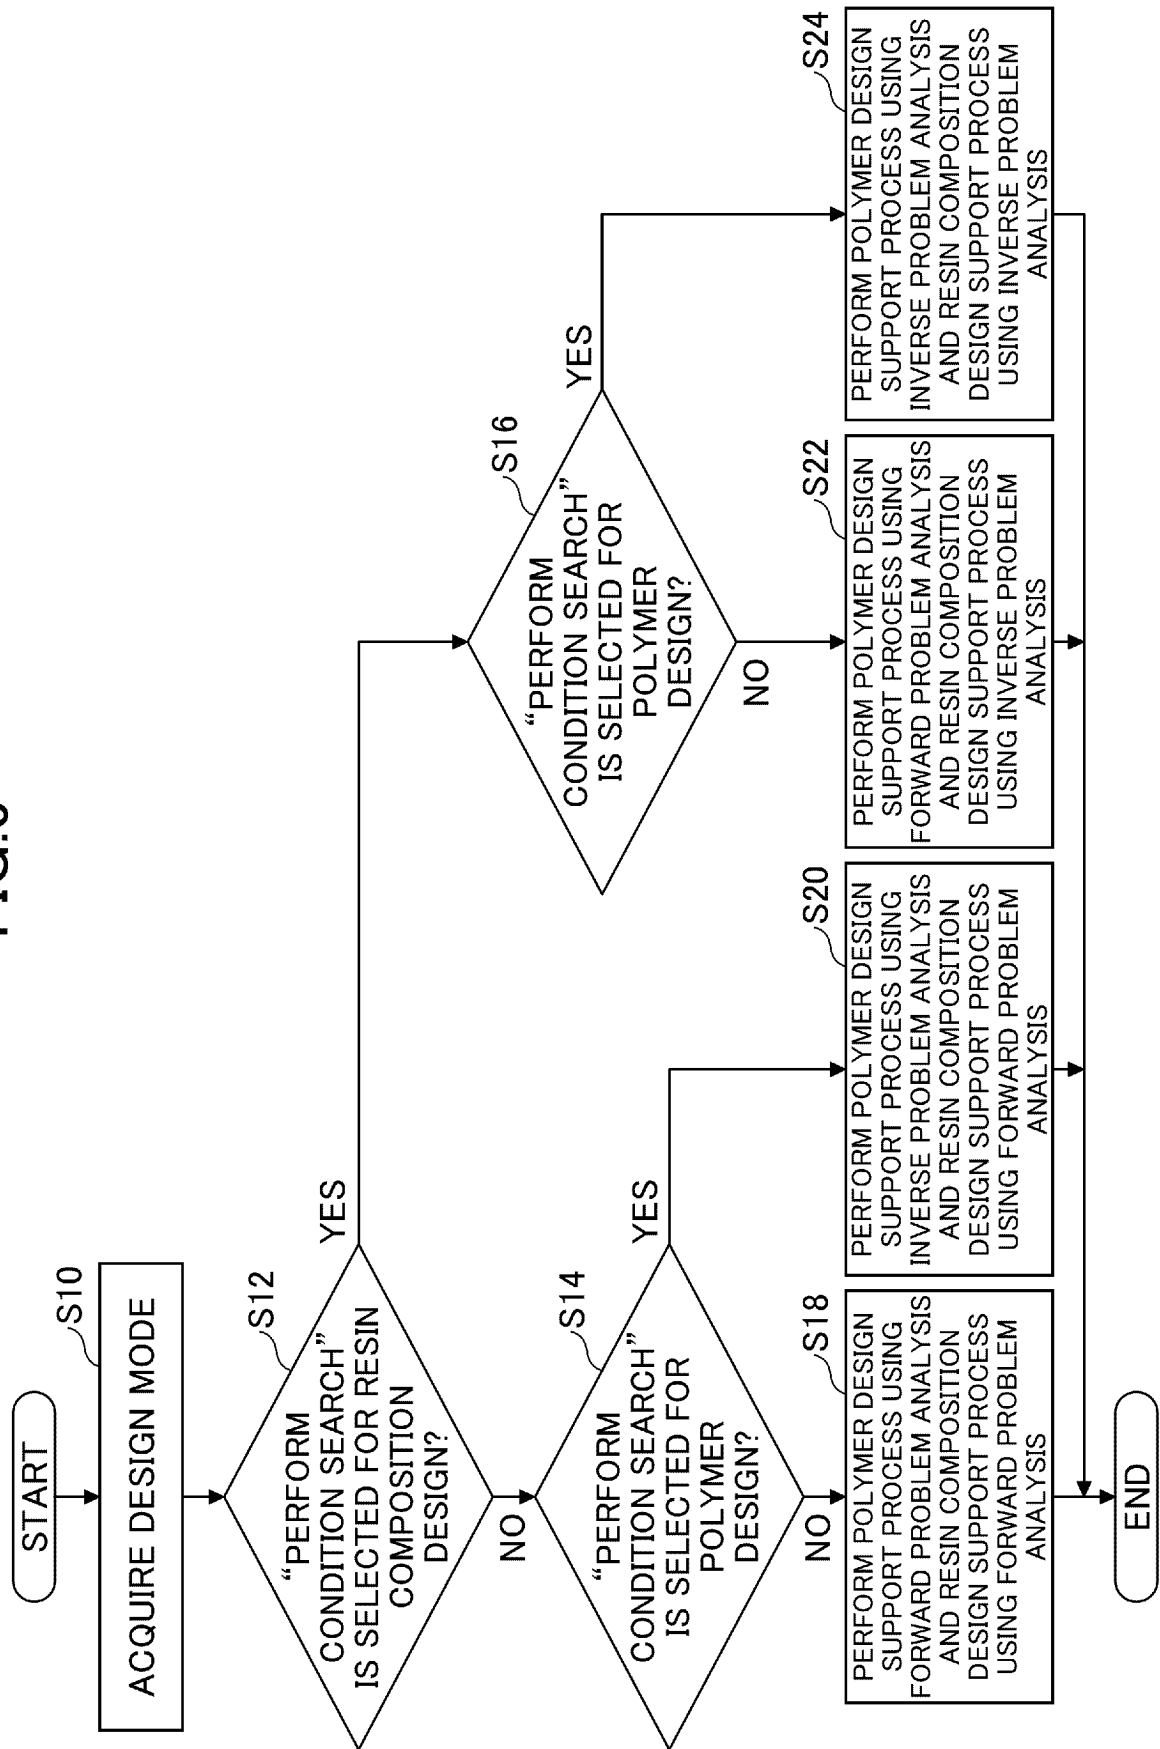 START
S10
ACQUIRE DESIGN MODE
S12
“PERFORM
CONDITION SEARCH”
IS SELECTED FOR RESIN
COMPOSITION
DESIGN?
YES
NO
S14
“PERFORM
CONDITION SEARCH”
IS SELECTED FOR
POLYMER
DESIGN?
YES
NO
S16
“PERFORM
CONDITION SEARCH”
IS SELECTED FOR
POLYMER
DESIGN?
YES
NO
S18
PERFORM POLYMER DESIGN
SUPPORT PROCESS USING
FORWARD PROBLEM ANALYSIS
AND RESIN COMPOSITION
DESIGN SUPPORT PROCESS
USING FORWARD PROBLEM
ANALYSIS
S20
PERFORM POLYMER DESIGN
SUPPORT PROCESS USING
INVERSE PROBLEM ANALYSIS
AND RESIN COMPOSITION
DESIGN SUPPORT PROCESS
USING FORWARD PROBLEM
ANALYSIS
S22
PERFORM POLYMER DESIGN
SUPPORT PROCESS USING
FORWARD PROBLEM ANALYSIS
AND RESIN COMPOSITION
DESIGN SUPPORT PROCESS
USING INVERSE PROBLEM
ANALYSIS
S24
PERFORM POLYMER DESIGN
SUPPORT PROCESS USING
INVERSE PROBLEM ANALYSIS
AND RESIN COMPOSITION
DESIGN SUPPORT PROCESS
USING INVERSE PROBLEM
ANALYSIS
END